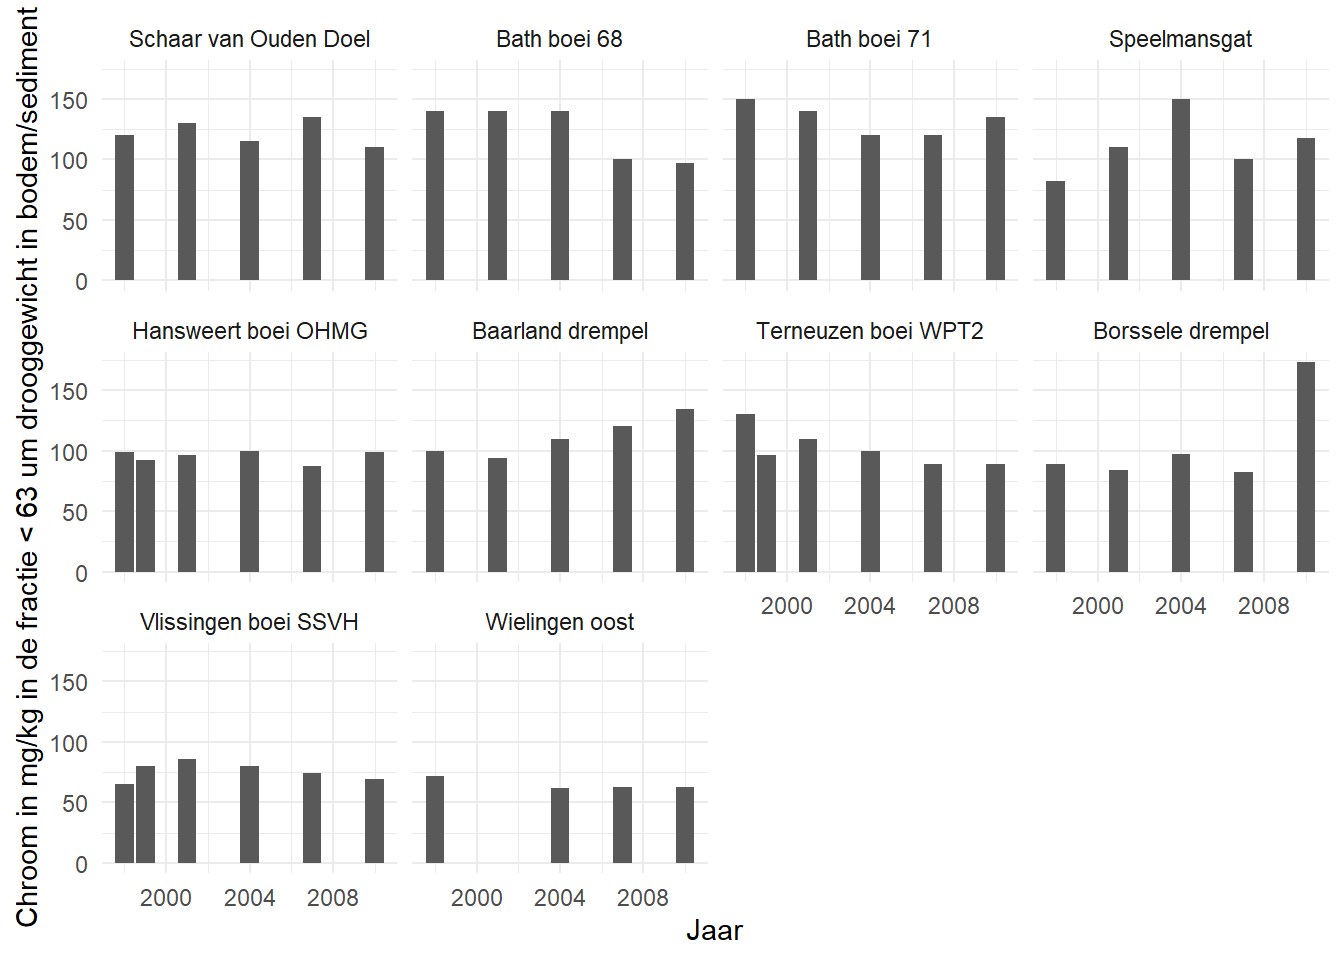 Chroom in mg/kg in de fractie < 63 um drooggewicht in bodem/sediment
Schaar van Ouden Doel
Bath boei 68
Bath boei 71
Speelmansgat
150
100
50
0
Hansweert boei OHMG
Baarland drempel
Terneuzen boei WPT2
Borssele drempel
150
100
50
0
2000 2004 2008
2000 2004 2008
Vlissingen boei SSVH
Wielingen oost
150
100
50
0
2000 2004 2008
2000 2004 2008
Jaar